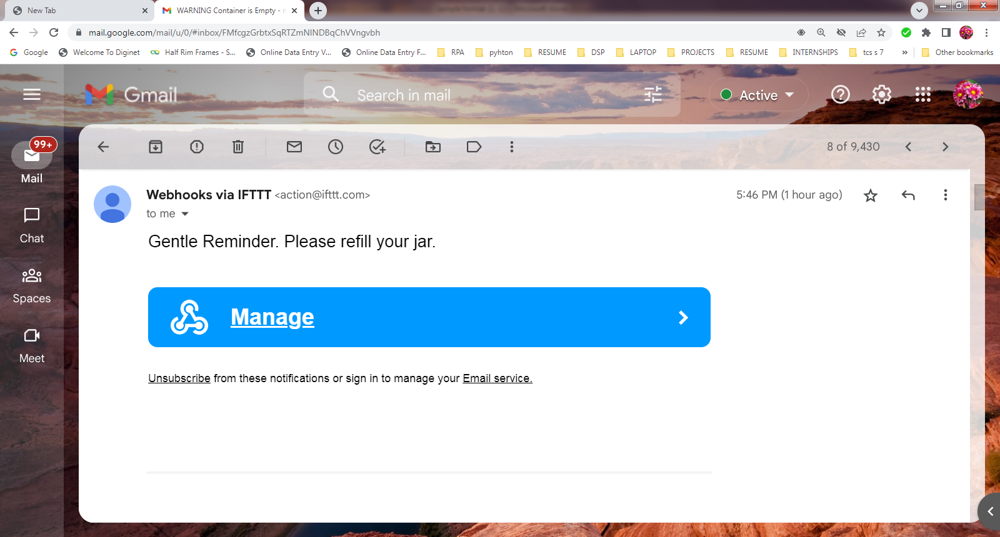 New Tab
WARNING Container is Empty -
mail.google.com/mail/u/0/#inbox/FMfcgzGrbtxSqRTZmNlNDBqChVVngvbh
Google Welcome To Diginet Half Rim Frames - S... Online Data Entry V... Online Data Entry F... RPA pyhton RESUME DSP LAPTOP PROJECTS RESUME INTERNSHIPS tcs s 7 » Other bookmarks
Gmail
Search in mail
Active
99+
Mail
Chat
Spaces
Meet
8 of 9,430
Webhooks via IFTTT <action@ifttt.com>
5:46 PM (1 hour ago)
to me
Gentle Reminder. Please refill your jar.
Manage
Unsubscribe from these notifications or sign in to manage your Email service.